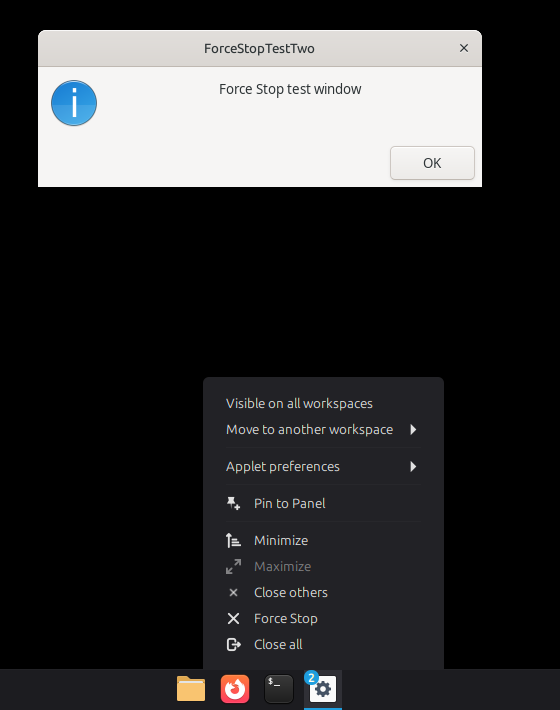 ForceStopTestTwo
Force Stop test window
OK
Visible on all workspaces
Move to another workspace
Applet preferences
Pin to Panel
Minimize
Maximize
Close others
Force Stop
Close all
$_
2